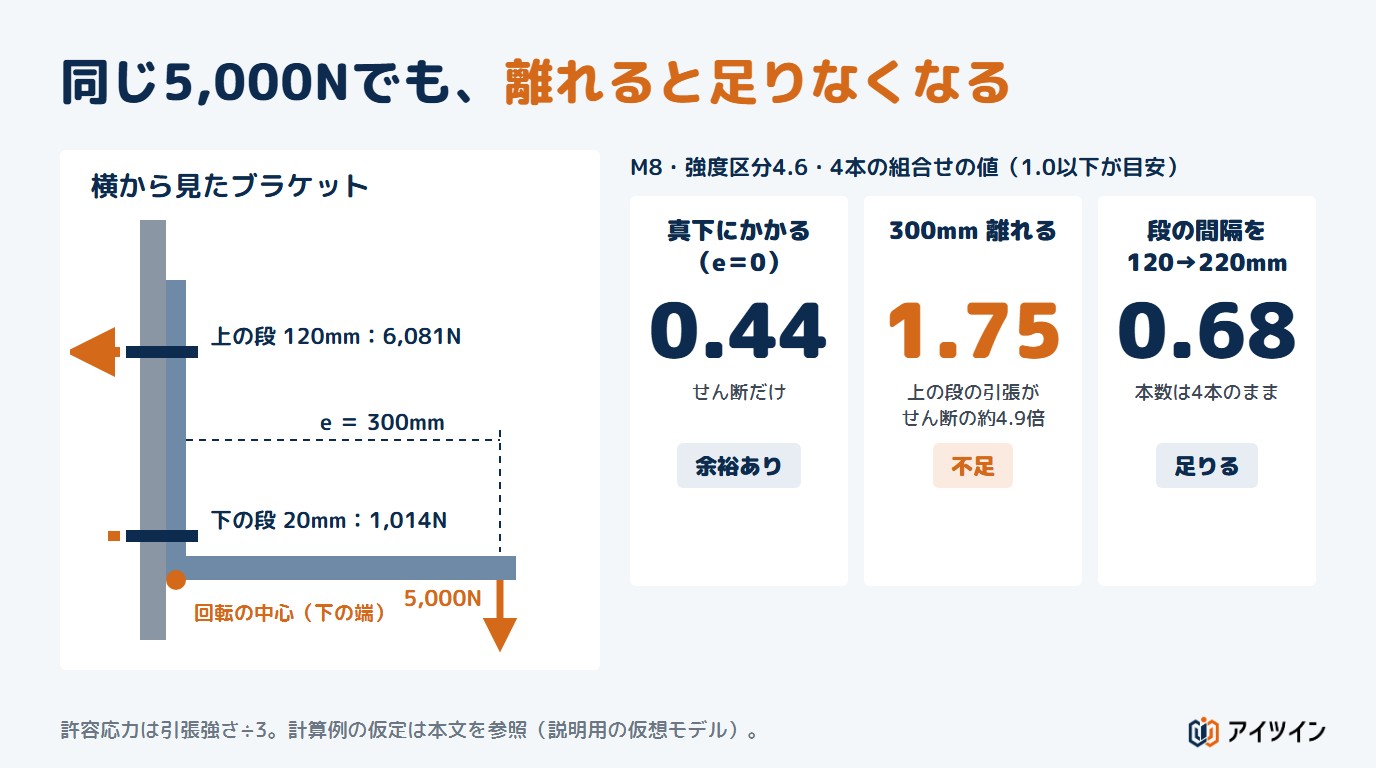 同じ5,000Nでも、離れると足りなくなる
横から見たブラケット
上の段 120mm：6,081N
e ＝ 300mm
下の段 20mm：1,014N
回転の中心（下の端）
5,000N
M8・強度区分4.6・4本の組合せの値（1.0以下が目安）
真下にかかる
（e＝0）
0.44
せん断だけ
余裕あり
300mm 離れる
1.75
上の段の引張が
せん断の約4.9倍
不足
段の間隔を
120→220mm
0.68
本数は4本のまま
足りる
許容応力は引張強さ÷3。計算例の仮定は本文を参照（説明用の仮想モデル）。
アイツイン